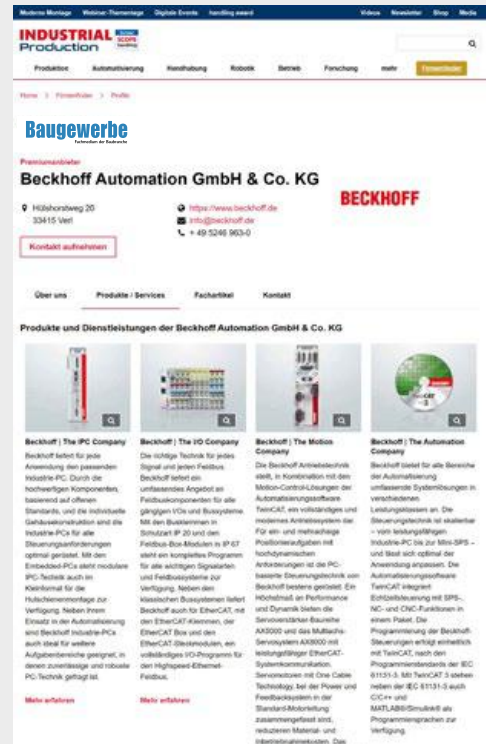 Moderne Montage Webinar-Thementage Digitale Events handling award Videos Newsletter Shop Media
INDUSTRIAL
Production
SCOPE
handling
Produktion Automatisierung Handhabung Robotik Betrieb Forschung mehr Firmenfinder
Home > Firmenfinder > Profile
Baugewerbe
Fachmedium der Baubranche
Premiumanbieter
Beckhoff Automation GmbH & Co. KG
BECKHOFF
Hülshorstweg 20
33415 Verl
https://www.beckhoff.de
info@beckhoff.de
+ 49 5246 963-0
Kontakt aufnehmen
Über uns Produkte / Services Fachartikel Kontakt
Produkte und Dienstleistungen der Beckhoff Automation GmbH & Co. KG
Beckhoff | The IPC Company
Beckhoff liefert für jede
Anwendung den passenden
Industrie-PC. Durch die
hochwertigen Komponenten,
basierend auf offenen
Standards, und die individuelle
Gehäusekonstruktion sind die
Industrie-PCs für alle
Steuerungsanforderungen
optimal gerüstet. Mit den
Embedded-PCs steht modulare
IPC-Technik auch im
Kleinformat für die
Hutschienenmontage zur
Verfügung. Neben ihrem
Einsatz in der Automatisierung
sind Beckhoff Industrie-PCs
auch ideal für weitere
Aufgabenbereiche geeignet, in
denen zuverlässige und robuste
PC-Technik gefragt ist.
Mehr erfahren
Beckhoff | The I/O Company
Die richtige Technik für jedes
Signal und jeden Feldbus.
Beckhoff liefert ein
umfassendes Angebot an
Feldbuskomponenten für alle
gängigen I/Os und Bussysteme.
Mit den Busklemmen in
Schutzart IP 20 und den
Feldbus-Box-Modulen in IP 67
steht ein komplettes Programm
für alle wichtigen Signalarten
und Feldbussysteme zur
Verfügung. Neben den
klassischen Bussystemen liefert
Beckhoff auch für EtherCAT, mit
den EtherCAT-Klemmen, der
EtherCAT Box und den
EtherCAT-Steckmodulen, ein
vollständiges I/O-Programm für
den Highspeed-Ethernet-
Feldbus.
Mehr erfahren
Beckhoff | The Motion
Company
Die Beckhoff Antriebstechnik
stellt, in Kombination mit den
Motion-Control-Lösungen der
Automatisierungssoftware
TwinCAT, ein vollständiges und
modernes Antriebssystem dar.
Für ein- und mehrachsige
Positionieraufgaben mit
hochdynamischen
Anforderungen ist die PC-
basierte Steuerungstechnik von
Beckhoff bestens gerüstet. Ein
Höchstmaß an Performance
und Dynamik bieten die
Servoverstärker-Baureihe
AX5000 und das Multiachs-
Servosystem AX8000 mit
leistungsfähiger EtherCAT-
Systemkommunikation.
Servomotoren mit One Cable
Technology, bei der Power und
Feedbacksystem in der
Standard-Motorleitung
zusammengefasst sind,
reduzieren Material- und
Inbetriebnahmekosten. Das
Beckhoff | The Automation
Company
Beckhoff bietet für alle Bereiche
der Automatisierung
umfassende Systemlösungen in
verschiedenen
Leistungsklassen an. Die
Steuerungstechnik ist skalierbar
– vom leistungsfähigen
Industrie-PC bis zur Mini-SPS –
und lässt sich optimal der
Anwendung anpassen. Die
Automatisierungssoftware
TwinCAT integriert
Echtzeitsteuerung mit SPS-,
NC- und CNC-Funktionen in
einem Paket. Die
Programmierung der Beckhoff-
Steuerungen erfolgt einheitlich
mit TwinCAT, nach den
Programmierstandards der IEC
61131-3. Mit TwinCAT 3 stehen
neben der IEC 61131-3 auch
C/C++ und
MATLAB®/Simulink® als
Programmiersprachen zur
Verfügung.